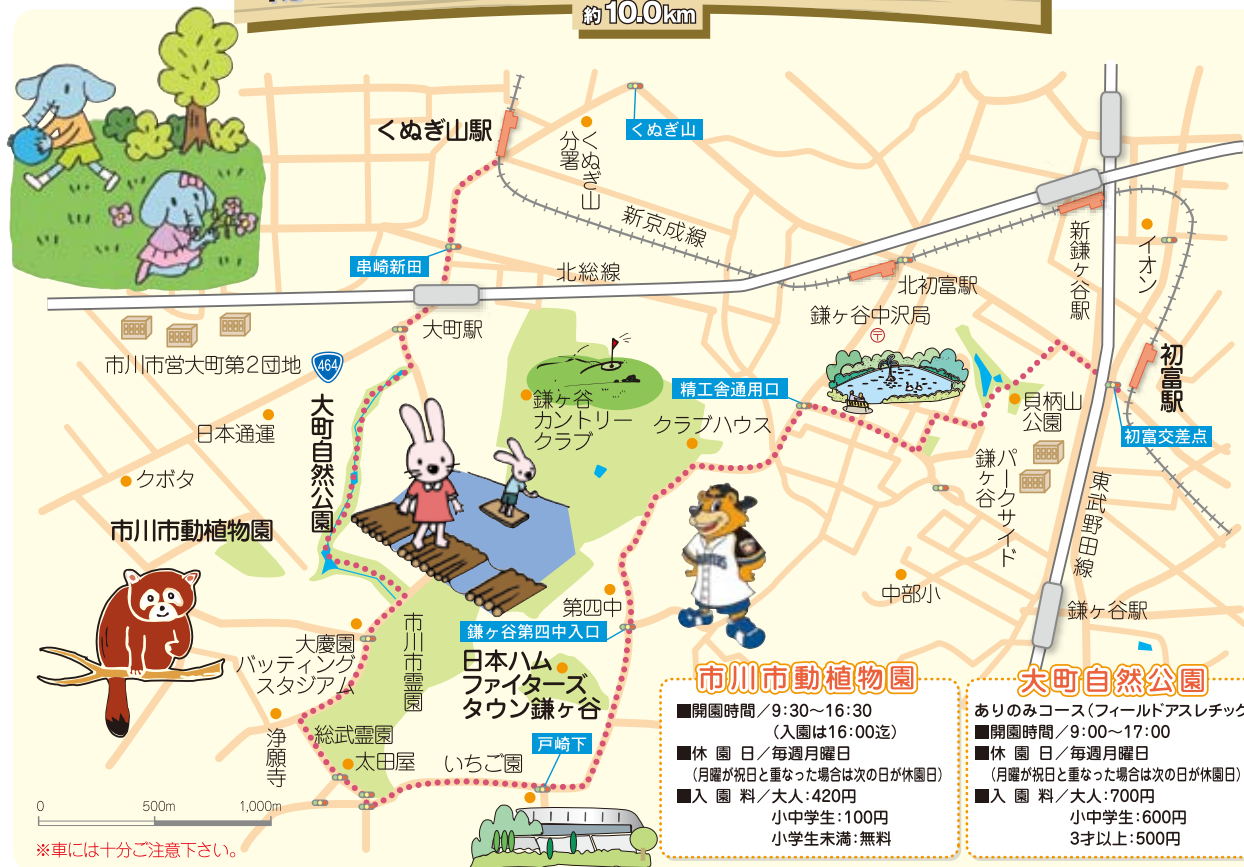 約10.0km
くぬぎ山駅
くぬぎ山
分署
くぬぎ山
新京成線
串崎新田
北総線
大町駅
北初富駅
新鎌ヶ谷駅
イオン
鎌ヶ谷中沢局
〒
市川市営大町第2団地
464
初富駅
精工舎通用口
鎌ヶ谷
カントリー
クラブ
クラブハウス
貝柄山
公園
初富交差点
大町自然公園
日本通運
クボタ
パークサイド
鎌ヶ谷
東武野田線
市川市動植物園
中部小
第四中
鎌ヶ谷駅
鎌ヶ谷第四中入口
市川市霊園
大慶園
バッティング
スタジアム
日本ハム
ファイターズ
タウン鎌ヶ谷
総武霊園
浄願寺
太田屋
いちご園
戸崎下
0 500m 1,000m
※車には十分ご注意下さい。
市川市動植物園
■開園時間/9:30〜16:30
(入園は16:00迄)
■休園日/毎週月曜日
(月曜が祝日と重なった場合は次の日が休園日)
■入園料/大人:420円
小中学生:100円
小学生未満:無料
大町自然公園
ありのみコース(フィールドアスレチック
■開園時間/9:00〜17:00
■休園日/毎週月曜日
(月曜が祝日と重なった場合は次の日が休園日)
■入園料/大人:700円
小中学生:600円
3才以上:500円